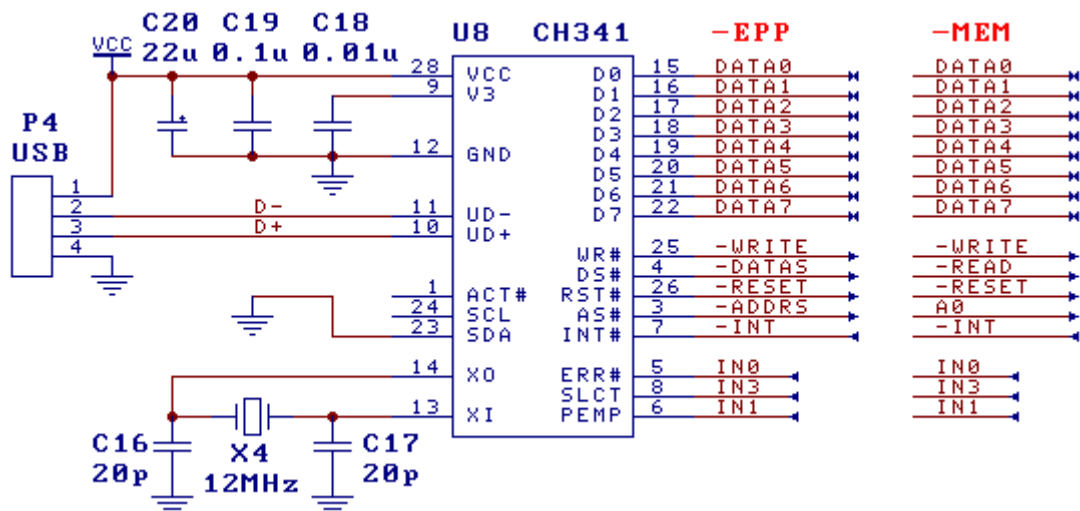 C20 C19 C18
VCC 22u 0.1u 0.01u
U8 CH341
-EPP -MEM
P4
USB
1
2
3
4
D-
D+
28 VCC
9 V3
12 GND
11 UD-
10 UD+
1 ACT#
24 SCL
23 SDA
14 XO
13 XI
D0 15 DATA0 DATA0
D1 16 DATA1 DATA1
D2 17 DATA2 DATA2
D3 18 DATA3 DATA3
D4 19 DATA4 DATA4
D5 20 DATA5 DATA5
D6 21 DATA6 DATA6
D7 22 DATA7 DATA7
WR# 25 -WRITE -WRITE
DS# 4 -DATAS -READ
RST# 26 -RESET -RESET
AS# 3 -ADDRS A0
INT# 7 -INT -INT
ERR# 5 IN0 IN0
SLCT 8 IN3 IN3
PEMP 6 IN1 IN1
C16
20p
X4
12MHz
C17
20p